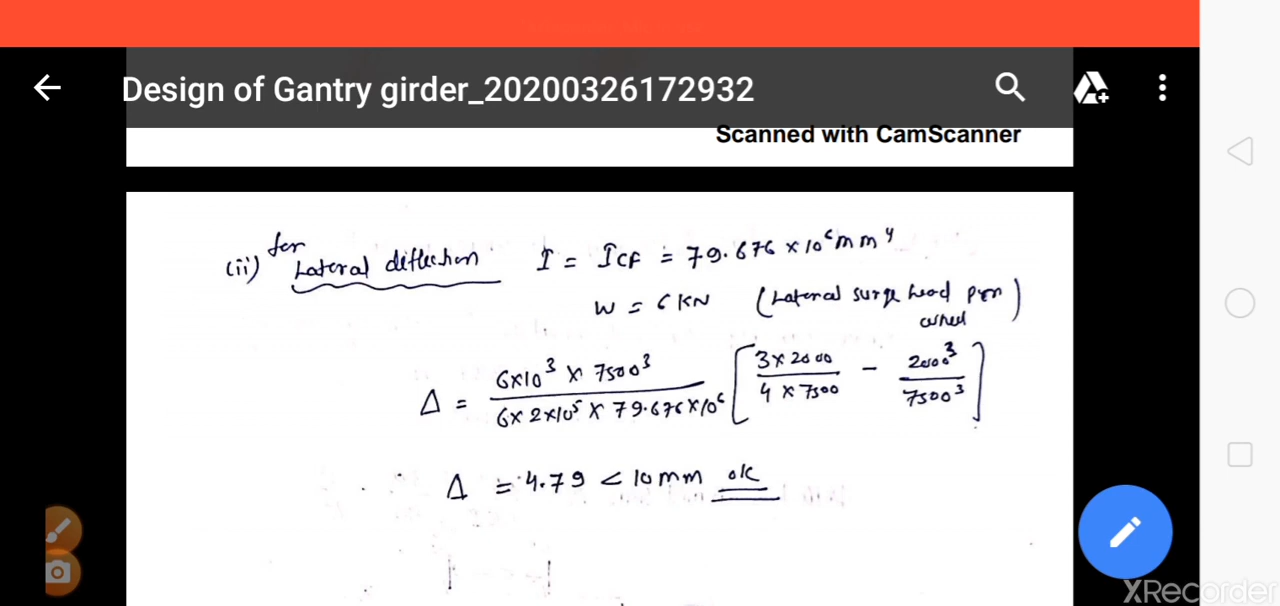 Design of Gantry girder_20200326172932
Scanned with CamScanner
(ii) for Lateral deflection I = ICF = 79.676 × 10⁶ mm⁴
W = 6 KN (Lateral surge load per wheel)
Δ = 6×10³ × 7500³ / 6× 2×10⁵ × 79.676×10⁶ [ 3×2000 / 4 × 7500 − 2000³ / 7500³ ]
Δ = 4.79 < 10 mm ok
XRecorder